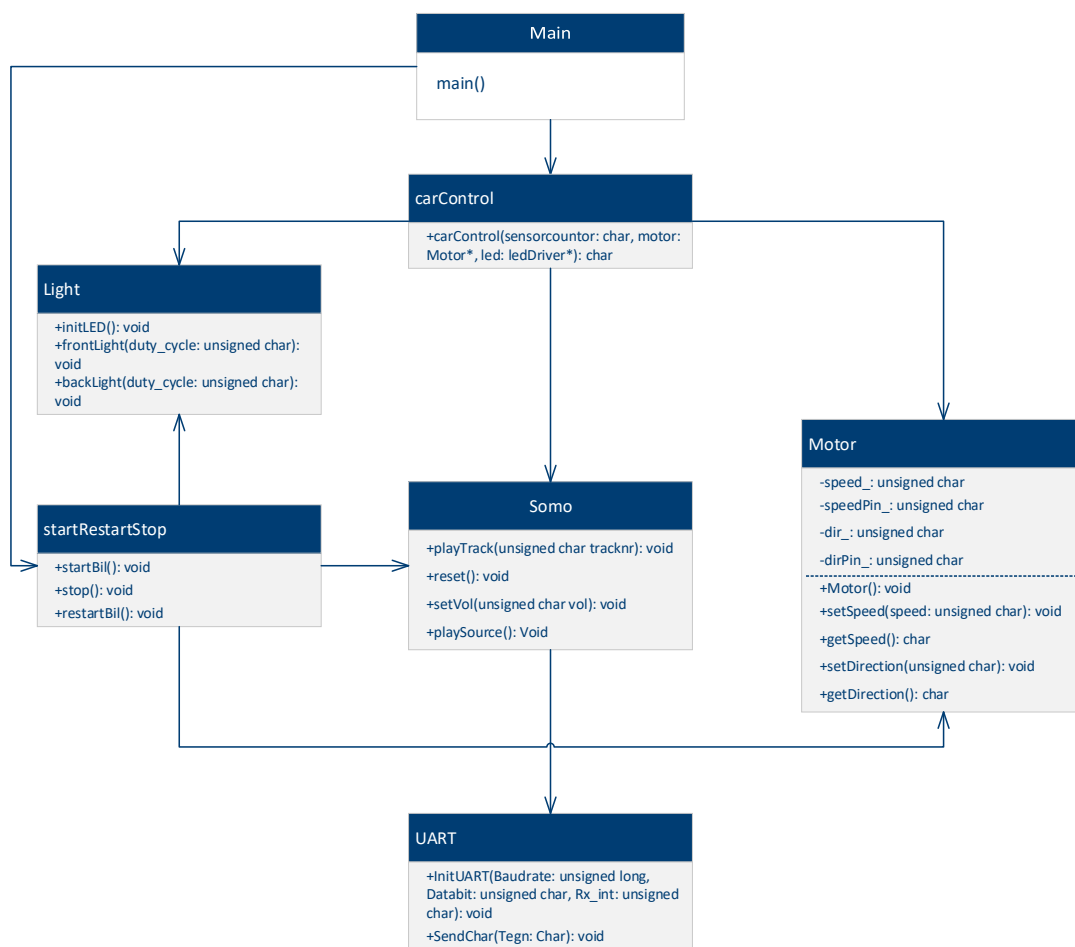 Main
main()
carControl
+carControl(sensorcountor: char, motor:
Motor*, led: ledDriver*): char
Light
+initLED(): void
+frontLight(duty_cycle: unsigned char):
void
+backLight(duty_cycle: unsigned char):
void
Motor
-speed_: unsigned char
-speedPin_: unsigned char
-dir_: unsigned char
-dirPin_: unsigned char
+Motor(): void
+setSpeed(speed: unsigned char): void
+getSpeed(): char
+setDirection(unsigned char): void
+getDirection(): char
startRestartStop
+startBil(): void
+stop(): void
+restartBil(): void
Somo
+playTrack(unsigned char tracknr): void
+reset(): void
+setVol(unsigned char vol): void
+playSource(): Void
UART
+InitUART(Baudrate: unsigned long,
Databit: unsigned char, Rx_int: unsigned
char): void
+SendChar(Tegn: Char): void